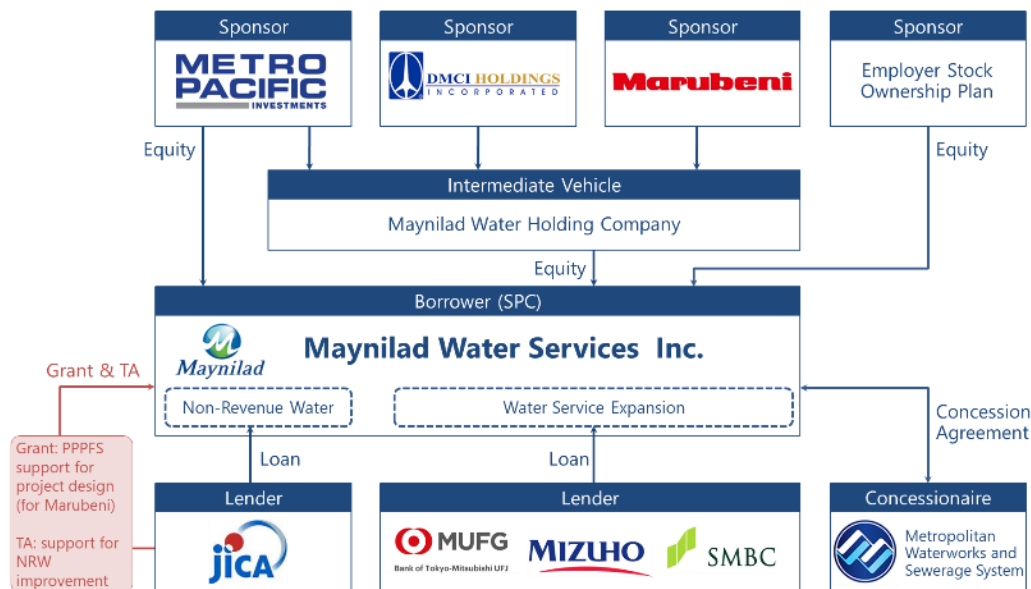 Sponsor
METRO
PACIFIC
INVESTMENTS
Sponsor
DMCI HOLDINGS
INCORPORATED
Sponsor
Marubeni
Sponsor
Employer Stock
Ownership Plan
Equity
Equity
Intermediate Vehicle
Maynilad Water Holding Company
Equity
Borrower (SPC)
Maynilad
Maynilad Water Services Inc.
Non-Revenue Water
Water Service Expansion
Grant & TA
Concession
Agreement
Grant: PPPFS
support for
project design
(for Marubeni)
TA: support for
NRW
improvement
Loan
Loan
Lender
jICA
Lender
MUFG
Bank of Tokyo-Mitsubishi UFJ
MIZUHO
SMBC
Concessionaire
Metropolitan
Waterworks and
Sewerage System